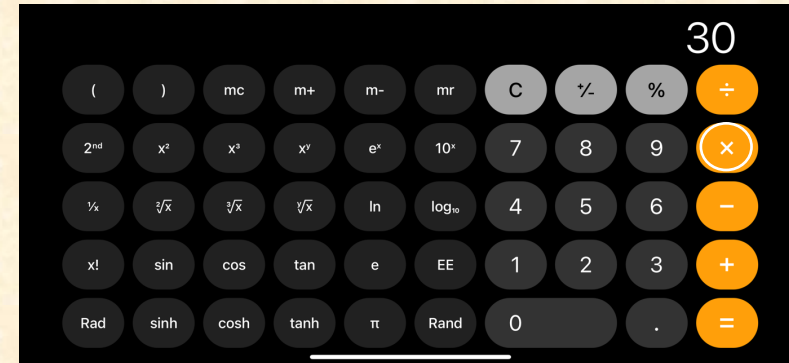 30
( ) mc m+ m- mr C ⁺∕₋ % ÷
2ⁿᵈ x² x³ xʸ eˣ 10ˣ 7 8 9 ×
¹∕ₓ ²√x ³√x ʸ√x ln log₁₀ 4 5 6 −
x! sin cos tan e EE 1 2 3 +
Rad sinh cosh tanh π Rand 0 . =